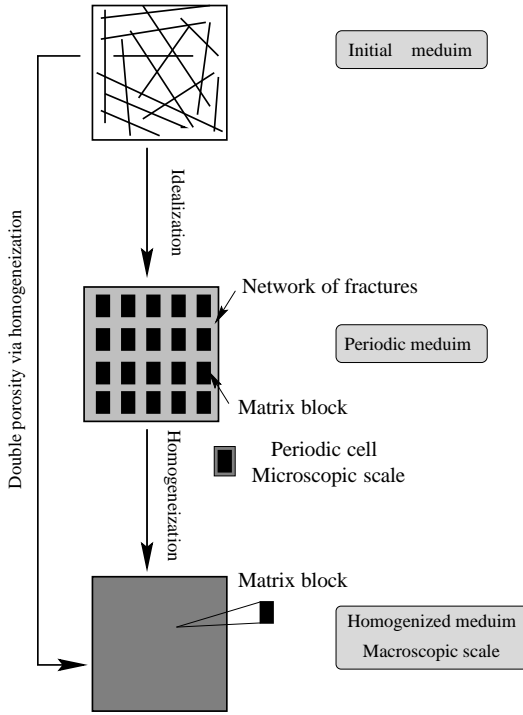 Initial meduim
Idealization
Double porosity via homogeneization
Network of fractures
Periodic meduim
Matrix block
Homogeneization
Periodic cell
Microscopic scale
Matrix block
Homogenized meduim
Macroscopic scale